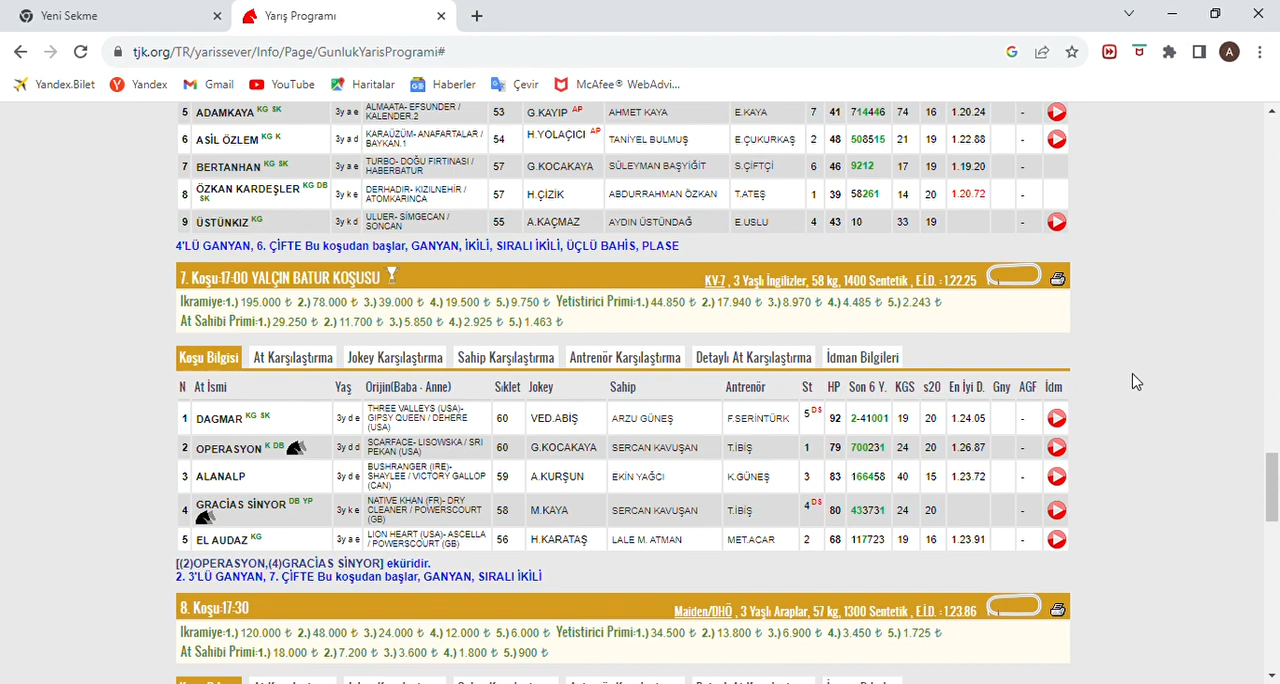 Yeni Sekme
Yarış Programı
tjk.org/TR/yarissever/Info/Page/GunlukYarisProgrami#
A
Yandex.Bilet Yandex Gmail YouTube Haritalar Haberler Çevir McAfee® WebAdvi...
5 ADAMKAYA KG SK 3y a e ALMAATA- EFSUNDER / KALENDER.2 53 G.KAYIP AP AHMET KAYA E.KAYA 7 41 714446 74 16 1.20.24 -
6 ASİL ÖZLEM KG K 3y a d KARAÜZÜM- ANAFARTALAR / BAYKAN.1 54 H.YOLAÇICI AP TANİYEL BULMUŞ E.ÇUKURKAŞ 2 48 508515 21 19 1.22.88 -
7 BERTANHAN KG SK 3y a e TURBO- DOĞU FIRTINASI / HABERBATUR 57 G.KOCAKAYA SÜLEYMAN BAŞYİĞİT S.ÇİFTÇİ 6 46 9212 17 19 1.19.20 -
8 ÖZKAN KARDEŞLER KG DB SK 3y k e DERHADIR- KIZILNEHİR / ATOMKARINCA 57 H.ÇİZİK ABDURRAHMAN ÖZKAN T.ATEŞ 1 39 58261 14 20 1.20.72 -
9 ÜSTÜNKIZ KG 3y k d ULUER- SİMGECAN / SONCAN 55 A.KAÇMAZ AYDIN ÜSTÜNDAĞ E.USLU 4 43 10 33 19 -
4'LÜ GANYAN, 6. ÇİFTE Bu koşudan başlar, GANYAN, İKİLİ, SIRALI İKİLİ, ÜÇLÜ BAHİS, PLASE
7. Koşu:17:00 YALÇIN BATUR KOŞUSU KV-7 , 3 Yaşlı İngilizler, 58 kg, 1400 Sentetik , E.İ.D. : 1.22.25
Ikramiye:1.) 195.000 ₺ 2.) 78.000 ₺ 3.) 39.000 ₺ 4.) 19.500 ₺ 5.) 9.750 ₺ Yetistirici Primi:1.) 44.850 ₺ 2.) 17.940 ₺ 3.) 8.970 ₺ 4.) 4.485 ₺ 5.) 2.243 ₺
At Sahibi Primi:1.) 29.250 ₺ 2.) 11.700 ₺ 3.) 5.850 ₺ 4.) 2.925 ₺ 5.) 1.463 ₺
Koşu Bilgisi At Karşılaştırma Jokey Karşılaştırma Sahip Karşılaştırma Antrenör Karşılaştırma Detaylı At Karşılaştırma İdman Bilgileri
N At İsmi Yaş Orijin(Baba - Anne) Sıklet Jokey Sahip Antrenör St HP Son 6 Y. KGS s20 En İyi D. Gny AGF İdm
1 DAGMAR KG SK 3y d e THREE VALLEYS (USA)- GIPSY QUEEN / DEHERE (USA) 60 VED.ABİŞ ARZU GÜNEŞ F.SERİNTÜRK 5 DS 92 2-41001 19 20 1.24.05 -
2 OPERASYON K DB 3y d d SCARFACE- LISOWSKA / SRI PEKAN (USA) 60 G.KOCAKAYA SERCAN KAVUŞAN T.İBİŞ 1 79 700231 24 20 1.26.87 -
3 ALANALP 3y d e BUSHRANGER (IRE)- SHAYLEE / VICTORY GALLOP (CAN) 59 A.KURŞUN EKİN YAĞCI K.GÜNEŞ 3 83 166458 40 15 1.23.72 -
4 GRACİAS SİNYOR DB YP 3y k e NATIVE KHAN (FR)- DRY CLEANER / POWERSCOURT (GB) 58 M.KAYA SERCAN KAVUŞAN T.İBİŞ 4 DS 80 433731 24 20 -
5 EL AUDAZ KG 3y a e LION HEART (USA)- ASCELLA / POWERSCOURT (GB) 56 H.KARATAŞ LALE M. ATMAN MET.ACAR 2 68 117723 19 16 1.23.91 -
[(2)OPERASYON,(4)GRACİAS SİNYOR] eküridir.
2. 3'LÜ GANYAN, 7. ÇİFTE Bu koşudan başlar, GANYAN, SIRALI İKİLİ
8. Koşu:17:30 Maiden/DHÖ , 3 Yaşlı Araplar, 57 kg, 1300 Sentetik , E.İ.D. : 1.23.86
Ikramiye:1.) 120.000 ₺ 2.) 48.000 ₺ 3.) 24.000 ₺ 4.) 12.000 ₺ 5.) 6.000 ₺ Yetistirici Primi:1.) 34.500 ₺ 2.) 13.800 ₺ 3.) 6.900 ₺ 4.) 3.450 ₺ 5.) 1.725 ₺
At Sahibi Primi:1.) 18.000 ₺ 2.) 7.200 ₺ 3.) 3.600 ₺ 4.) 1.800 ₺ 5.) 900 ₺